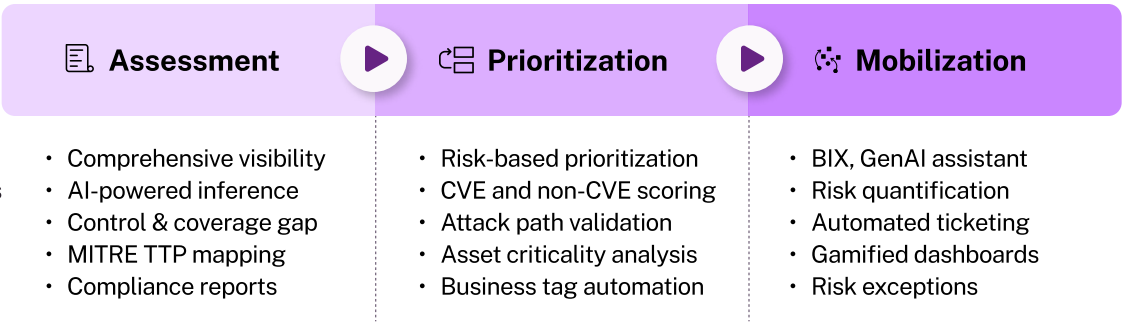 Assessment
Prioritization
Mobilization
• Comprehensive visibility
• AI-powered inference
• Control & coverage gap
• MITRE TTP mapping
• Compliance reports
• Risk-based prioritization
• CVE and non-CVE scoring
• Attack path validation
• Asset criticality analysis
• Business tag automation
• BIX, GenAI assistant
• Risk quantification
• Automated ticketing
• Gamified dashboards
• Risk exceptions